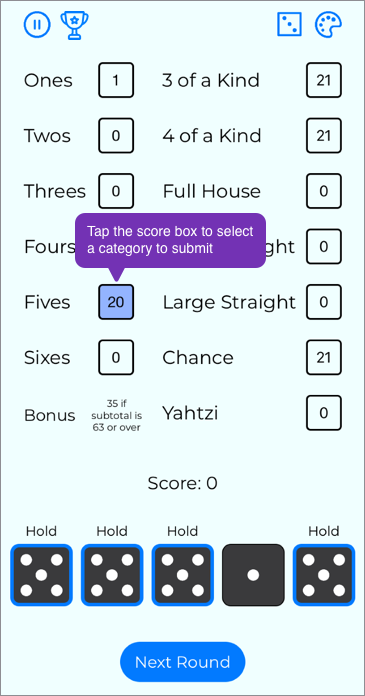 Ones 1 3 of a Kind 21
Twos 0 4 of a Kind 21
Threes 0 Full House 0
Tap the score box to select
a category to submit
Fours 0
Fives 20 Large Straight 0
Sixes 0 Chance 21
Bonus 35 if
subtotal is
63 or over
Yahtzi 0
Score: 0
Hold Hold Hold Hold
Next Round